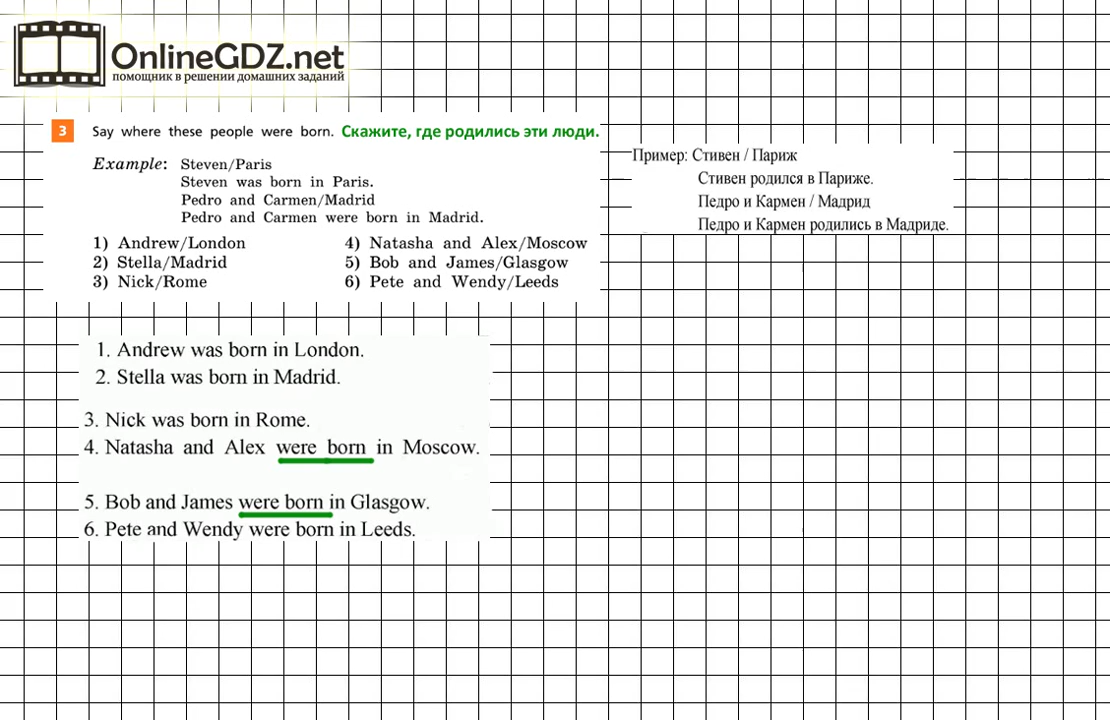 OnlineGDZ.net
помощник в решении домашних заданий
3 Say where these people were born. Скажите, где родились эти люди.
Example: Steven/Paris
Steven was born in Paris.
Pedro and Carmen/Madrid
Pedro and Carmen were born in Madrid.
1) Andrew/London
2) Stella/Madrid
3) Nick/Rome
4) Natasha and Alex/Moscow
5) Bob and James/Glasgow
6) Pete and Wendy/Leeds
Пример: Стивен / Париж
Стивен родился в Париже.
Педро и Кармен / Мадрид
Педро и Кармен родились в Мадриде.
1. Andrew was born in London.
2. Stella was born in Madrid.
3. Nick was born in Rome.
4. Natasha and Alex were born in Moscow.
5. Bob and James were born in Glasgow.
6. Pete and Wendy were born in Leeds.